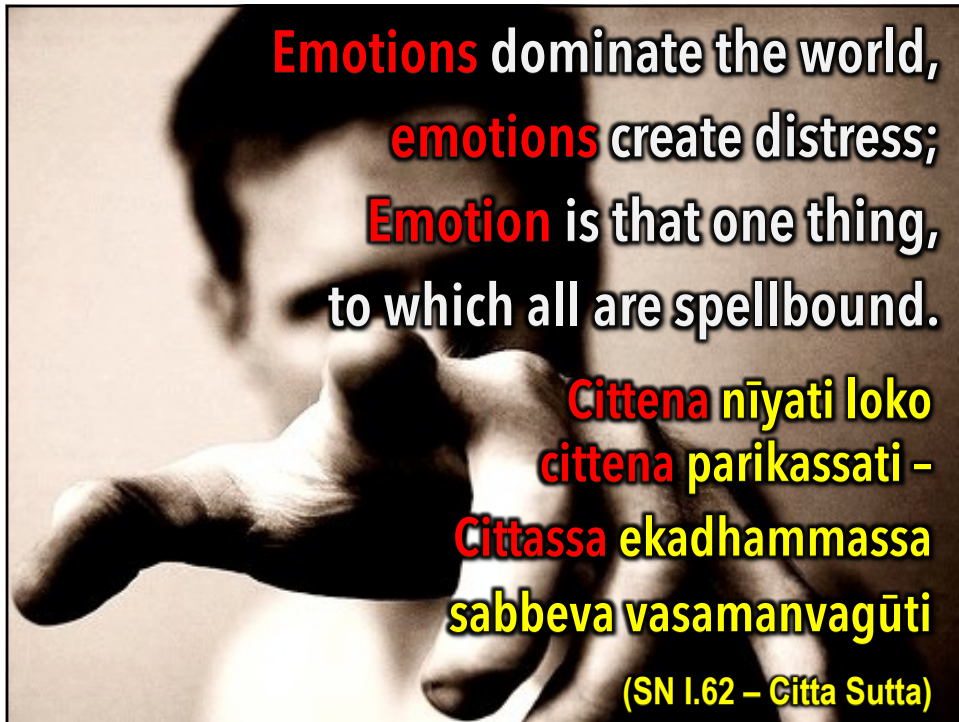 Emotions dominate the world,
emotions create distress;
Emotion is that one thing,
to which all are spellbound.
Cittena nīyati loko
cittena parikassati –
Cittassa ekadhammassa
sabbeva vasamanvagūti
(SN I.62 – Citta Sutta)